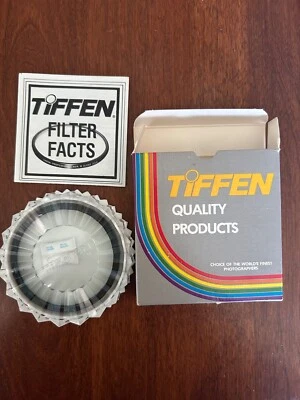 TiFFEN
FILTER
FACTS
TiFFEN
QUALITY
PRODUCTS
CHOICE OF THE WORLD'S FINEST
PHOTOGRAPHERS